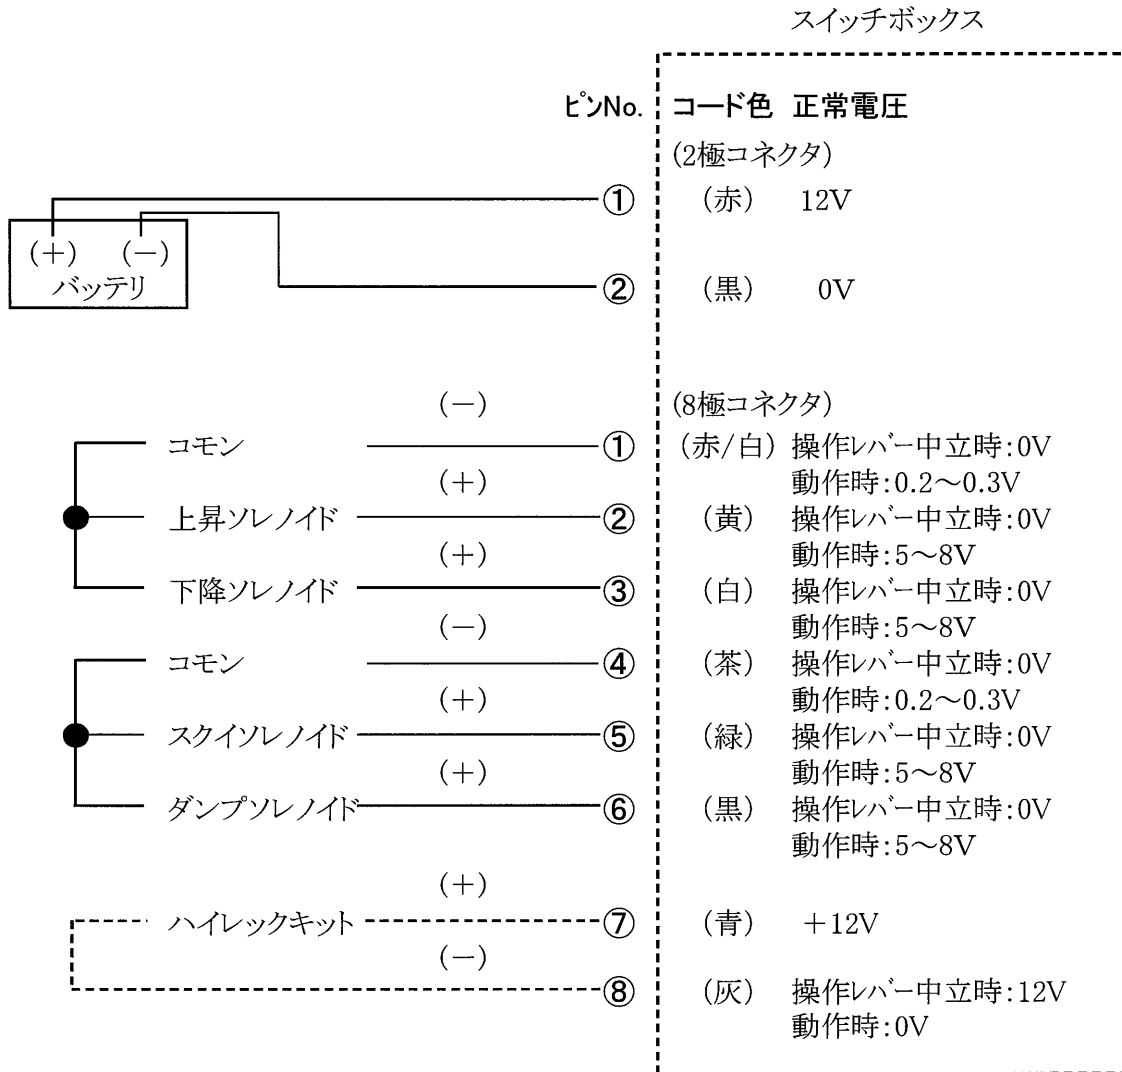 スイッチボックス
ピンNo. コード色 正常電圧
(2極コネクタ)
① (赤) 12V
(+) (−)
バッテリ
② (黒) 0V
(−) (8極コネクタ)
コモン ① (赤/白) 操作レバー中立時:0V
(+) 動作時:0.2〜0.3V
上昇ソレノイド ② (黄) 操作レバー中立時:0V
(+) 動作時:5〜8V
下降ソレノイド ③ (白) 操作レバー中立時:0V
(−) 動作時:5〜8V
コモン ④ (茶) 操作レバー中立時:0V
(+) 動作時:0.2〜0.3V
スクイソレノイド ⑤ (緑) 操作レバー中立時:0V
(+) 動作時:5〜8V
ダンプソレノイド ⑥ (黒) 操作レバー中立時:0V
動作時:5〜8V
(+)
ハイレックキット ⑦ (青) +12V
(−)
⑧ (灰) 操作レバー中立時:12V
動作時:0V